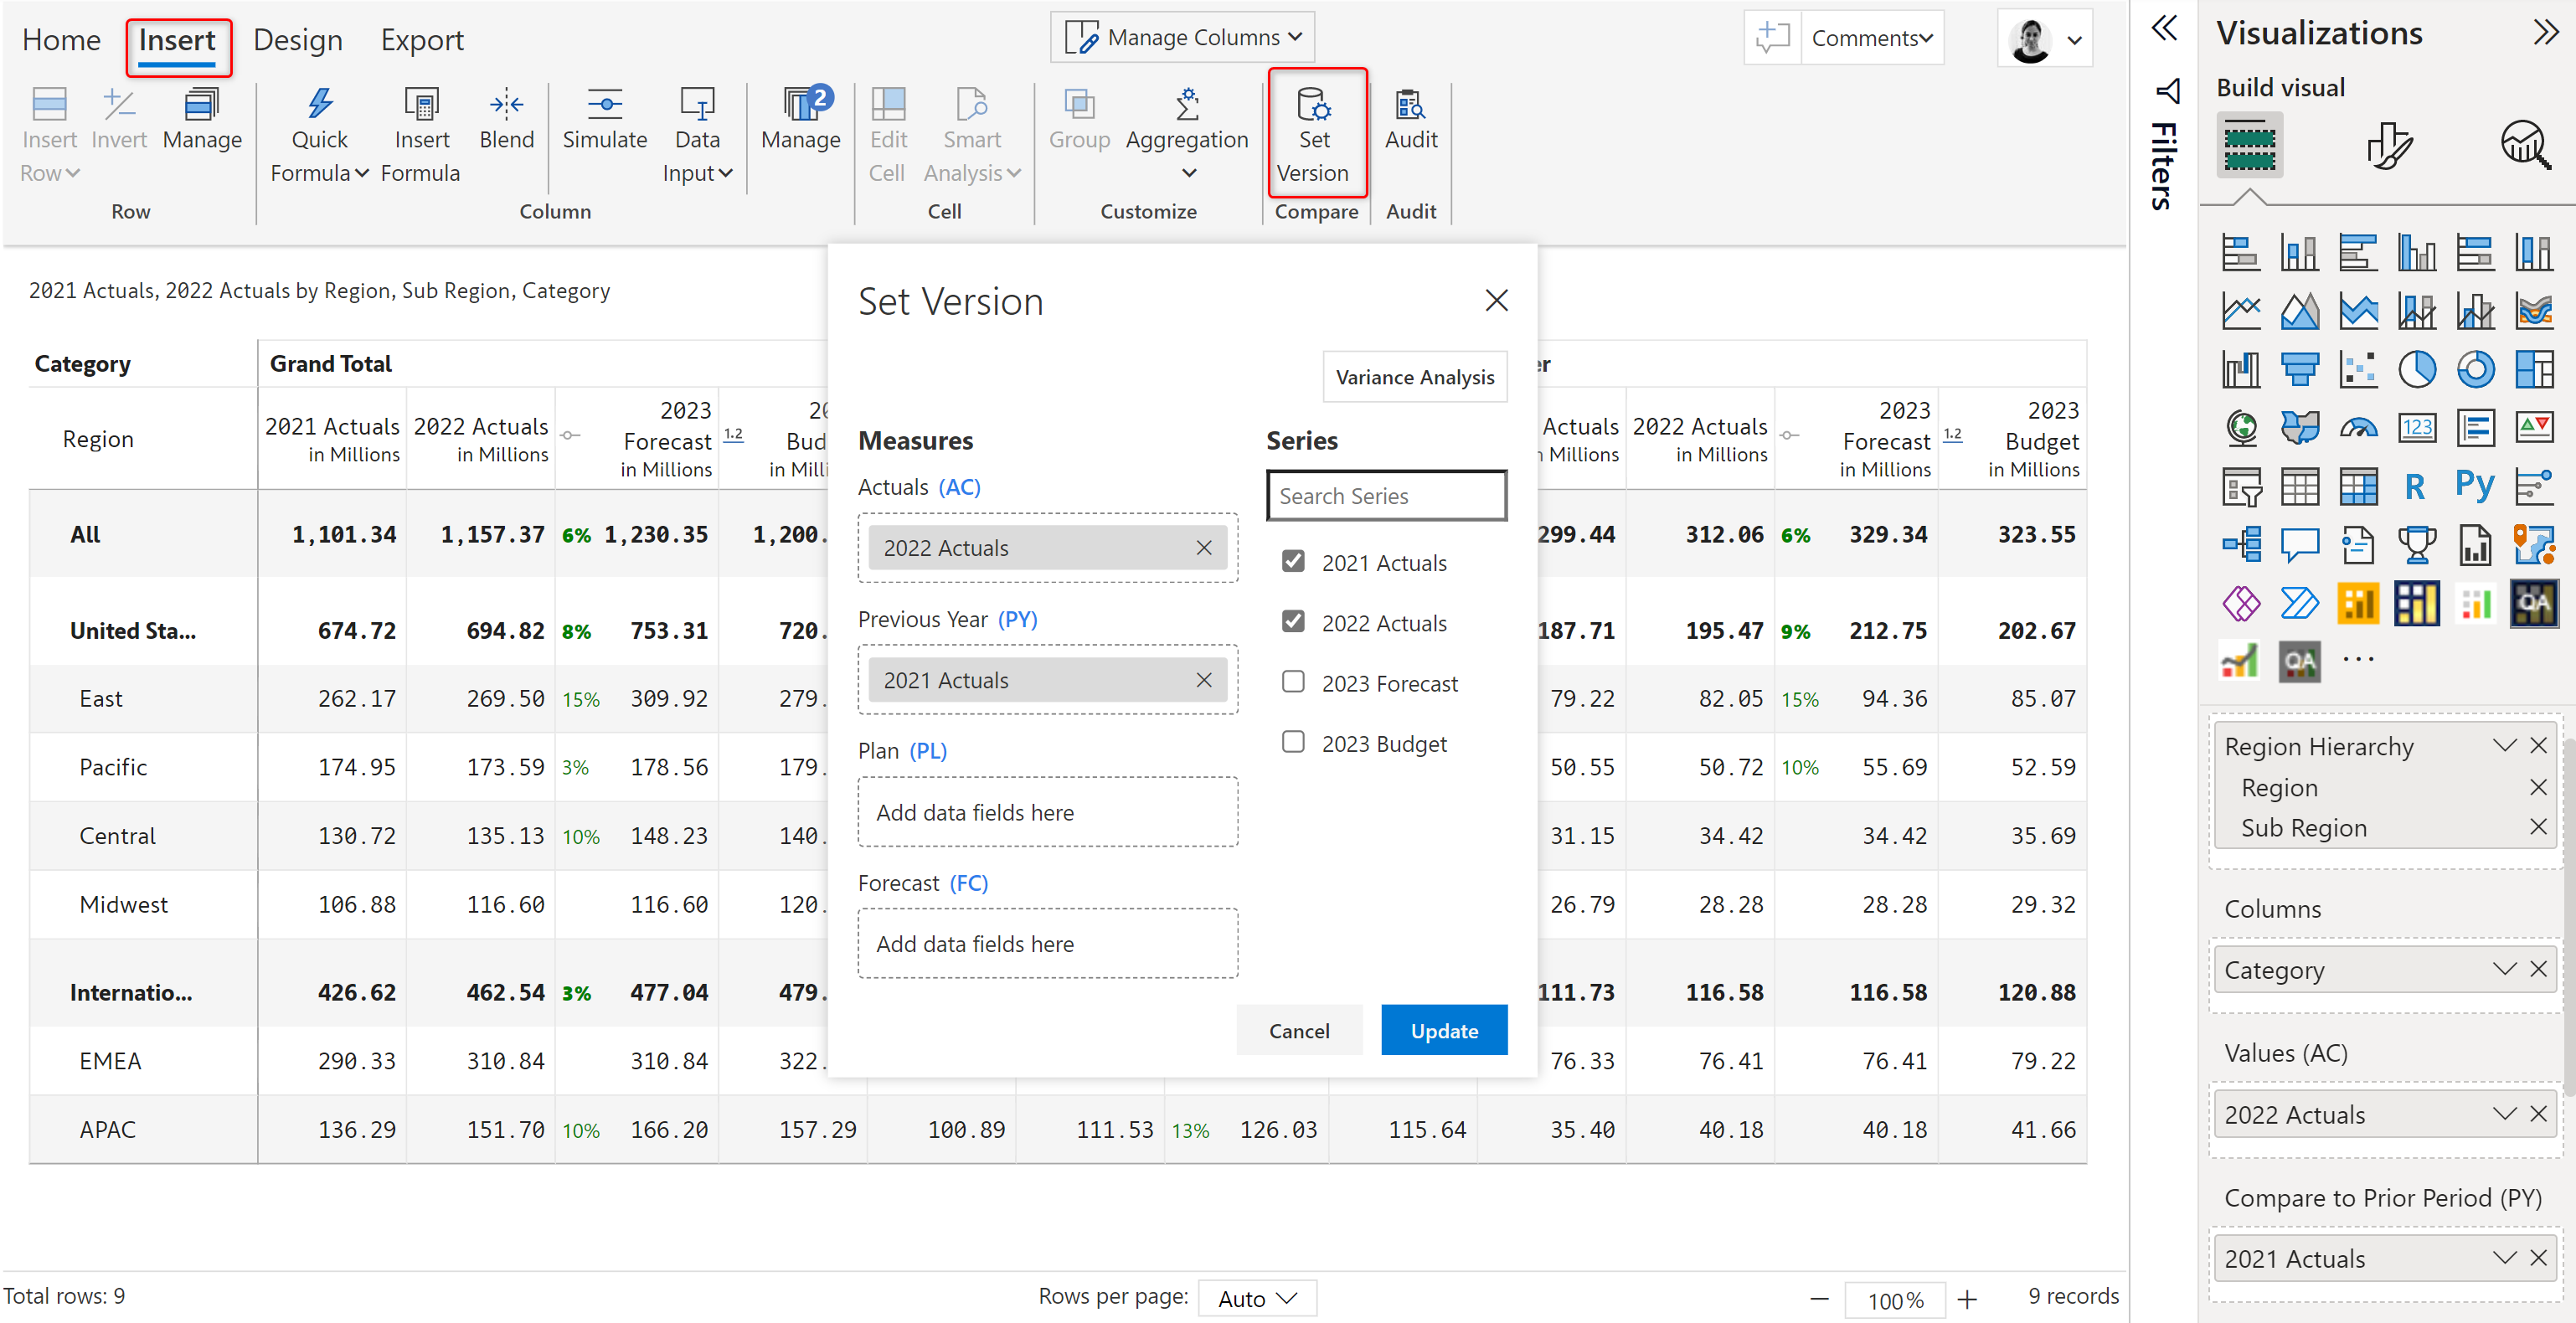 Home Insert Design Export
Manage Columns
Comments
Insert Row
Invert
Manage
Quick Formula
Insert Formula
Blend
Simulate
Data Input
Manage 2
Edit Cell
Smart Analysis
Group
Aggregation
Set Version
Audit
Row Column Cell Customize Compare Audit
2021 Actuals, 2022 Actuals by Region, Sub Region, Category
Category Grand Total
Region
2021 Actuals in Millions
2022 Actuals in Millions
2023 Forecast in Millions
1.2
Actuals
Millions
2022 Actuals in Millions
2023 Forecast in Millions
1.2
2023 Budget in Millions
All 1,101.34 1,157.37 6% 1,230.35 1,200. 299.44 312.06 6% 329.34 323.55
United Sta... 674.72 694.82 8% 753.31 720. 187.71 195.47 9% 212.75 202.67
East 262.17 269.50 15% 309.92 279. 79.22 82.05 15% 94.36 85.07
Pacific 174.95 173.59 3% 178.56 179. 50.55 50.72 10% 55.69 52.59
Central 130.72 135.13 10% 148.23 140. 31.15 34.42 34.42 35.69
Midwest 106.88 116.60 116.60 120. 26.79 28.28 28.28 29.32
Internatio... 426.62 462.54 3% 477.04 479. 111.73 116.58 116.58 120.88
EMEA 290.33 310.84 310.84 322. 76.33 76.41 76.41 79.22
APAC 136.29 151.70 10% 166.20 157.29 100.89 111.53 13% 126.03 115.64 35.40 40.18 40.18 41.66
Set Version
Variance Analysis
Measures
Actuals (AC)
2022 Actuals
Previous Year (PY)
2021 Actuals
Plan (PL)
Add data fields here
Forecast (FC)
Add data fields here
Series
Search Series
2021 Actuals
2022 Actuals
2023 Forecast
2023 Budget
Cancel Update
Total rows: 9
Rows per page: Auto
100%
9 records
Filters
Visualizations
Build visual
123
R Py
QA
QA
...
Region Hierarchy
Region
Sub Region
Columns
Category
Values (AC)
2022 Actuals
Compare to Prior Period (PY)
2021 Actuals